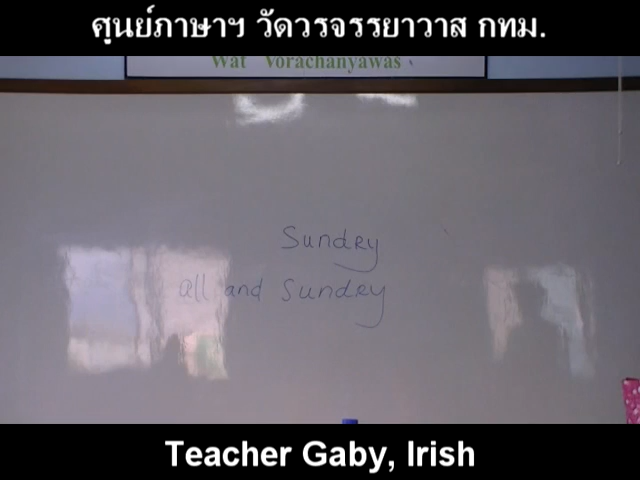 ศูนย์ภาษาฯ วัดวรจรรยาวาส กทม.
Wat Vorachanyawas
Sundry
all and sundry
Teacher Gaby, Irish